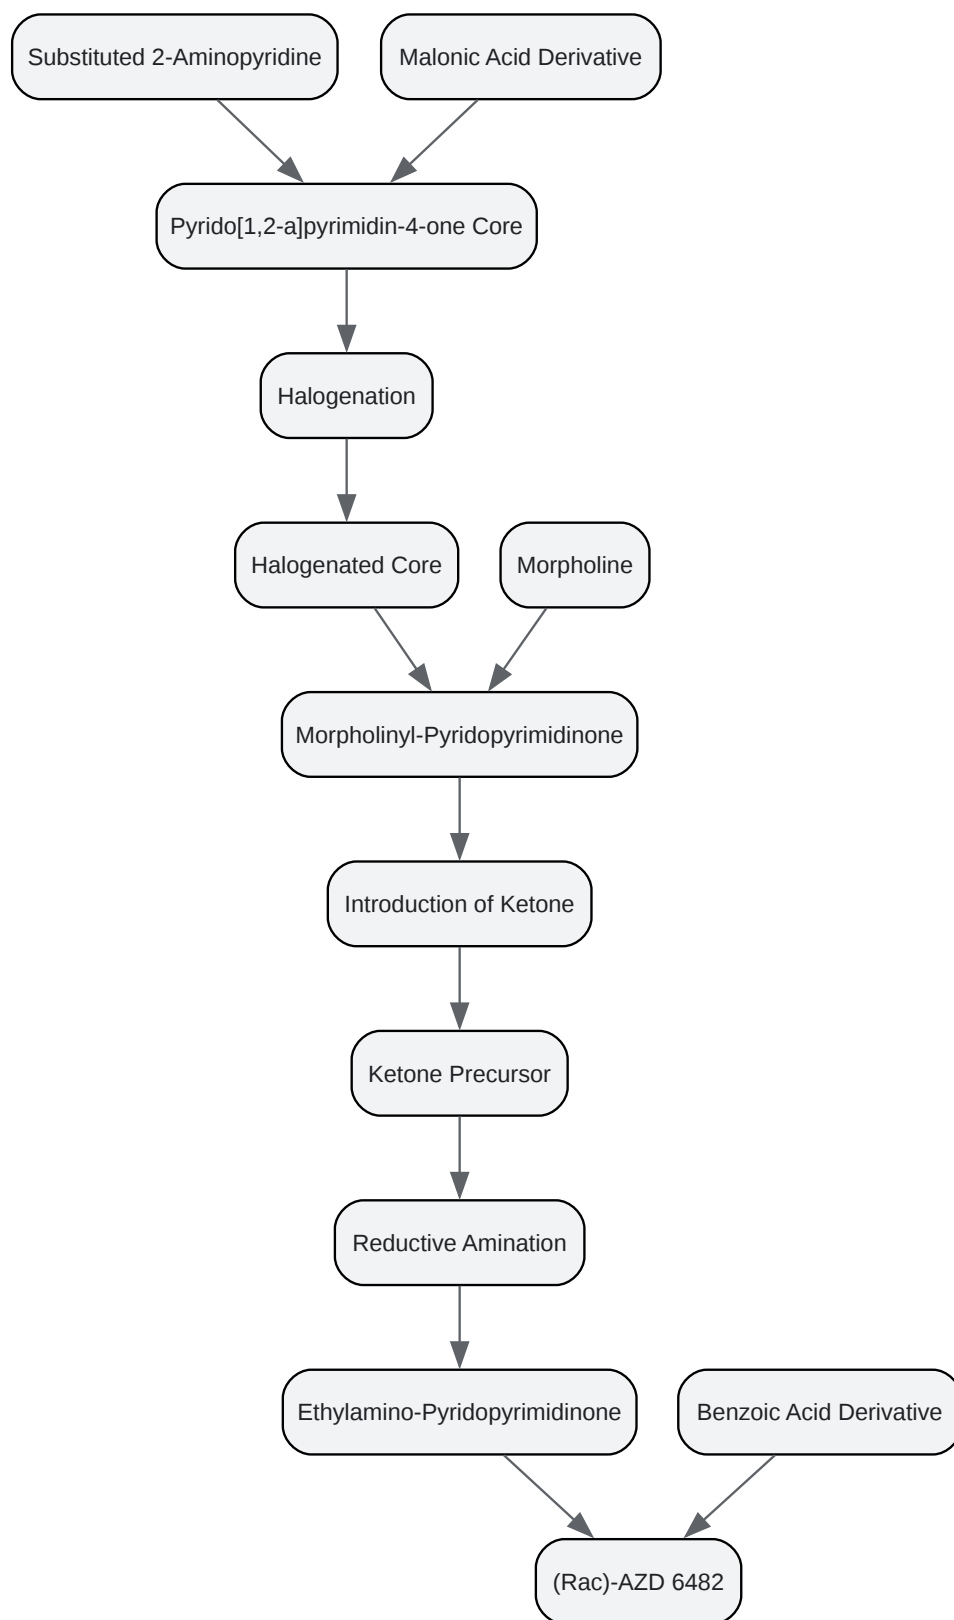 Substituted 2-Aminopyridine
Malonic Acid Derivative
Pyrido[1,2-a]pyrimidin-4-one Core
Halogenation
Halogenated Core
Morpholine
Morpholinyl-Pyridopyrimidinone
Introduction of Ketone
Ketone Precursor
Reductive Amination
Ethylamino-Pyridopyrimidinone
Benzoic Acid Derivative
(Rac)-AZD 6482